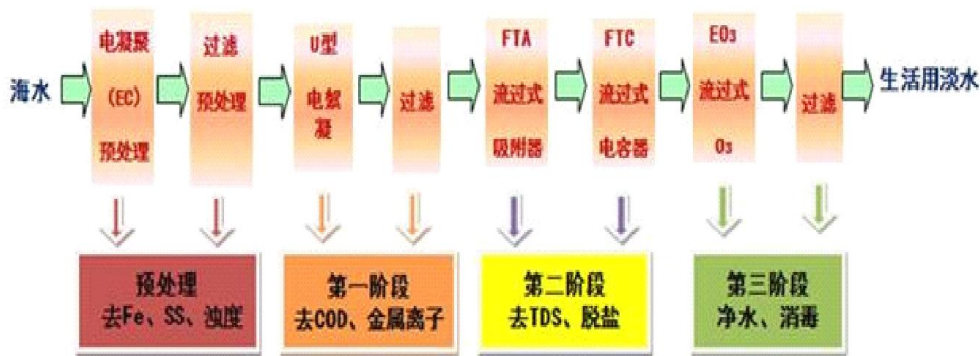 海水
电凝聚
(EC)
预处理
过滤
预处理
U型
电絮
凝
过滤
FTA
流过式
吸附器
FTC
流过式
电容器
EO₃
流过式
O₃
过滤
生活用淡水
预处理
去Fe、SS、浊度
第一阶段
去COD、金属离子
第二阶段
去TDS、脱盐
第三阶段
净水、消毒